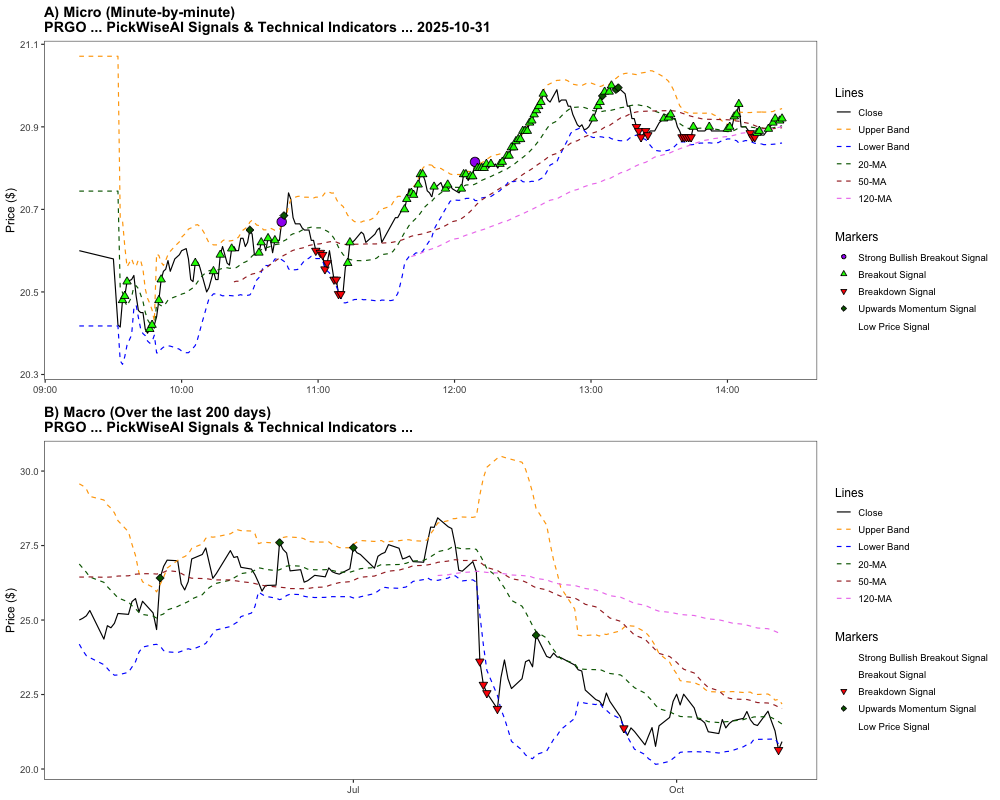 A) Micro (Minute-by-minute)
PRGO ... PickWiseAI Signals & Technical Indicators ... 2025-10-31
Price ($)
21.1
20.9
20.7
20.5
20.3
09:00
10:00
11:00
12:00
13:00
14:00
Lines
Close
Upper Band
Lower Band
20-MA
50-MA
120-MA
Markers
Strong Bullish Breakout Signal
Breakout Signal
Breakdown Signal
Upwards Momentum Signal
Low Price Signal
B) Macro (Over the last 200 days)
PRGO ... PickWiseAI Signals & Technical Indicators ...
Price ($)
30.0
27.5
25.0
22.5
20.0
Jul
Oct
Lines
Close
Upper Band
Lower Band
20-MA
50-MA
120-MA
Markers
Strong Bullish Breakout Signal
Breakout Signal
Breakdown Signal
Upwards Momentum Signal
Low Price Signal